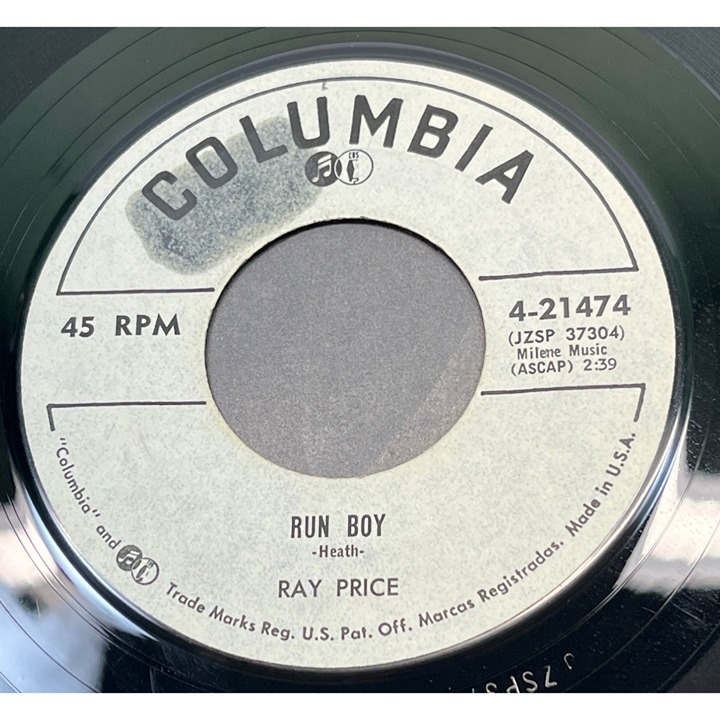 COLUMBIA
CBS
45 RPM
4-21474
(JZSP 37304)
Milene Music
(ASCAP) 2:39
RUN BOY
-Heath-
RAY PRICE
"Columbia" and Trade Marks Reg. U.S. Pat. Off. Marcas Registradas. Made in U.S.A.